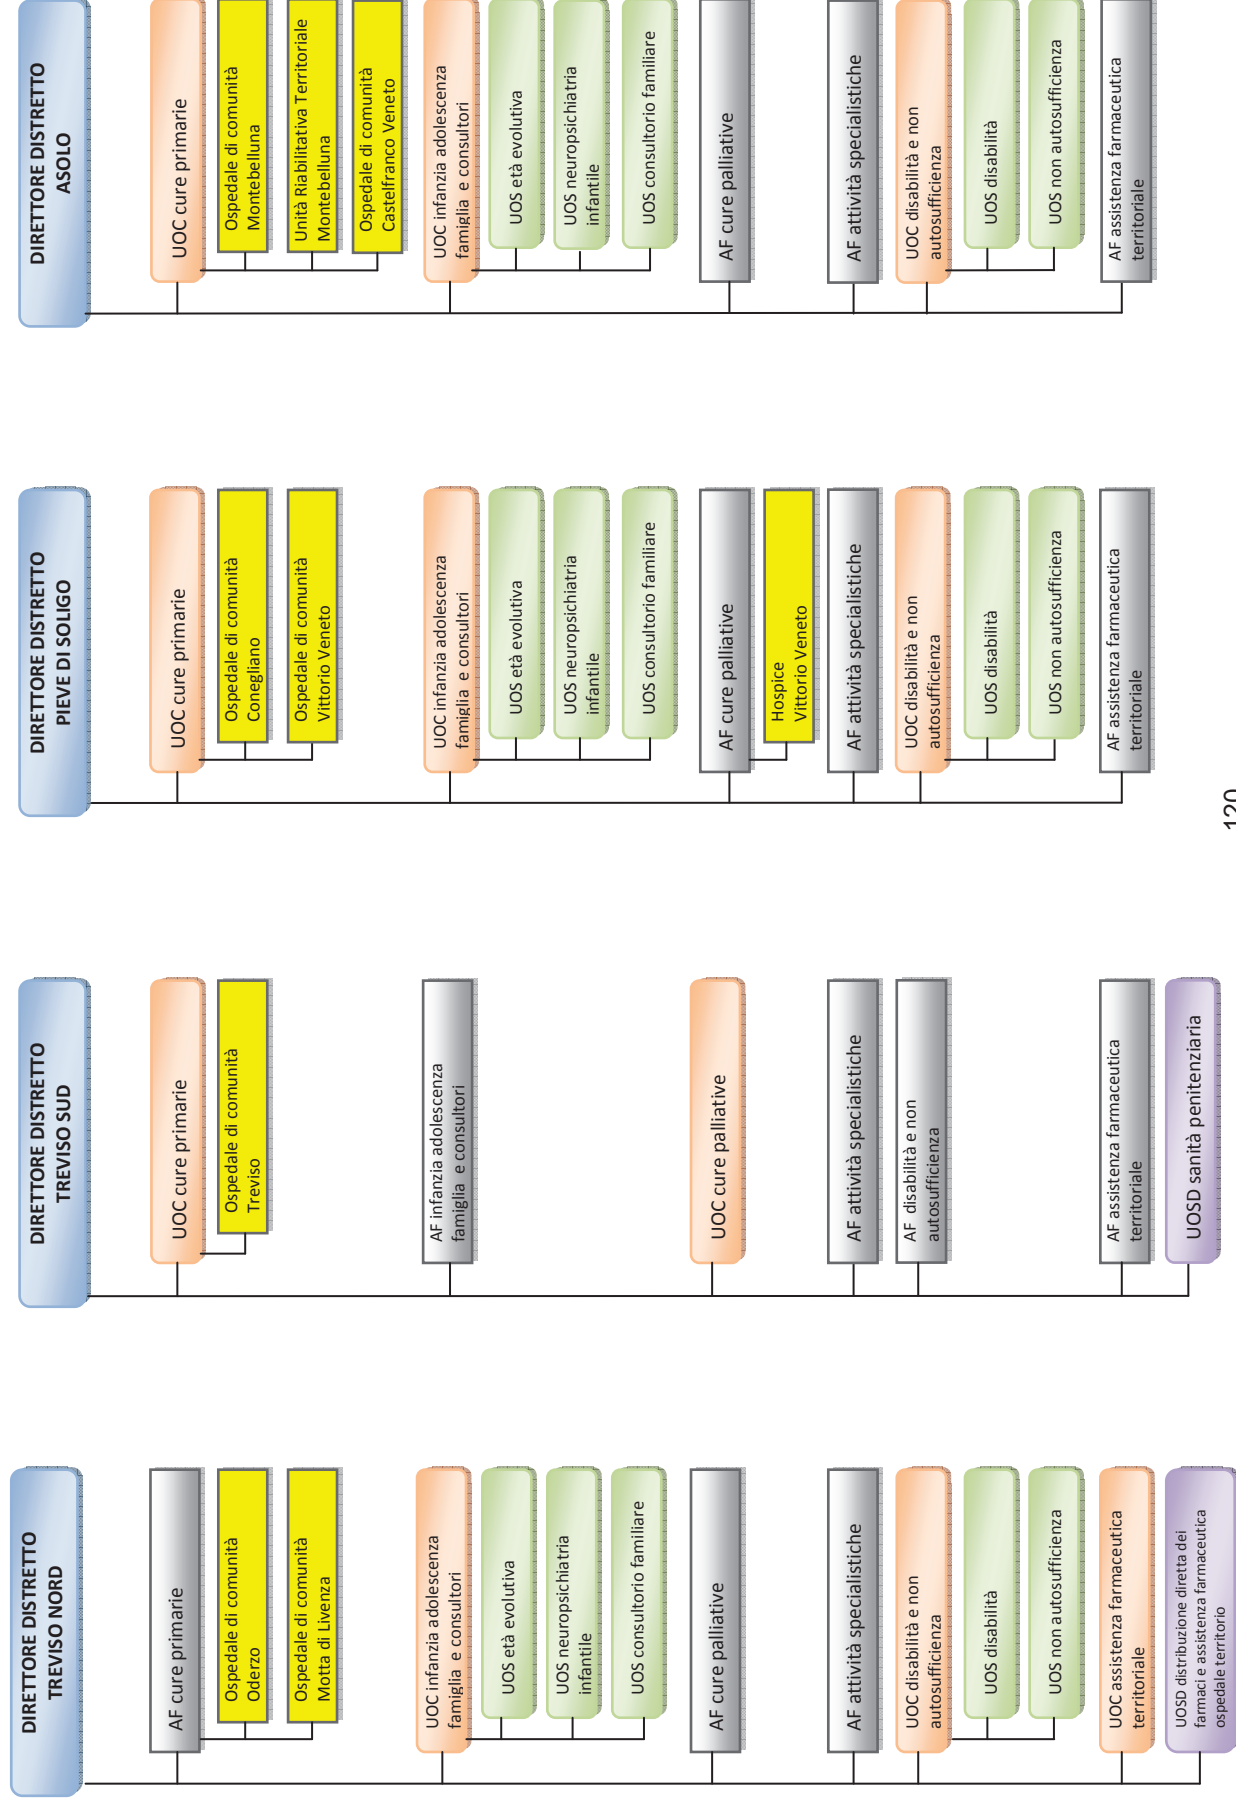 DIRETTORE DISTRETTO
TREVISO NORD
AF cure primarie
Ospedale di comunità
Oderzo
Ospedale di comunità
Motta di Livenza
UOC infanzia adolescenza
famiglia e consultori
UOS età evolutiva
UOS neuropsichiatria
infantile
UOS consultorio familiare
AF cure palliative
AF attività specialistiche
UOC disabilità e non
autosufficienza
UOS disabilità
UOS non autosufficienza
UOC assistenza farmaceutica
territoriale
UOSD distribuzione diretta dei
farmaci e assistenza farmaceutica
ospedale territorio
DIRETTORE DISTRETTO
TREVISO SUD
UOC cure primarie
Ospedale di comunità
Treviso
AF infanzia adolescenza
famiglia e consultori
UOC cure palliative
AF attività specialistiche
AF disabilità e non
autosufficienza
AF assistenza farmaceutica
territoriale
UOSD sanità penitenziaria
DIRETTORE DISTRETTO
PIEVE DI SOLIGO
UOC cure primarie
Ospedale di comunità
Conegliano
Ospedale di comunità
Vittorio Veneto
UOC infanzia adolescenza
famiglia e consultori
UOS età evolutiva
UOS neuropsichiatria
infantile
UOS consultorio familiare
AF cure palliative
Hospice
Vittorio Veneto
AF attività specialistiche
UOC disabilità e non
autosufficienza
UOS disabilità
UOS non autosufficienza
AF assistenza farmaceutica
territoriale
DIRETTORE DISTRETTO
ASOLO
UOC cure primarie
Ospedale di comunità
Montebelluna
Unità Riabilitativa Territoriale
Montebelluna
Ospedale di comunità
Castelfranco Veneto
UOC infanzia adolescenza
famiglia e consultori
UOS età evolutiva
UOS neuropsichiatria
infantile
UOS consultorio familiare
AF cure palliative
AF attività specialistiche
UOC disabilità e non
autosufficienza
UOS disabilità
UOS non autosufficienza
AF assistenza farmaceutica
territoriale
120